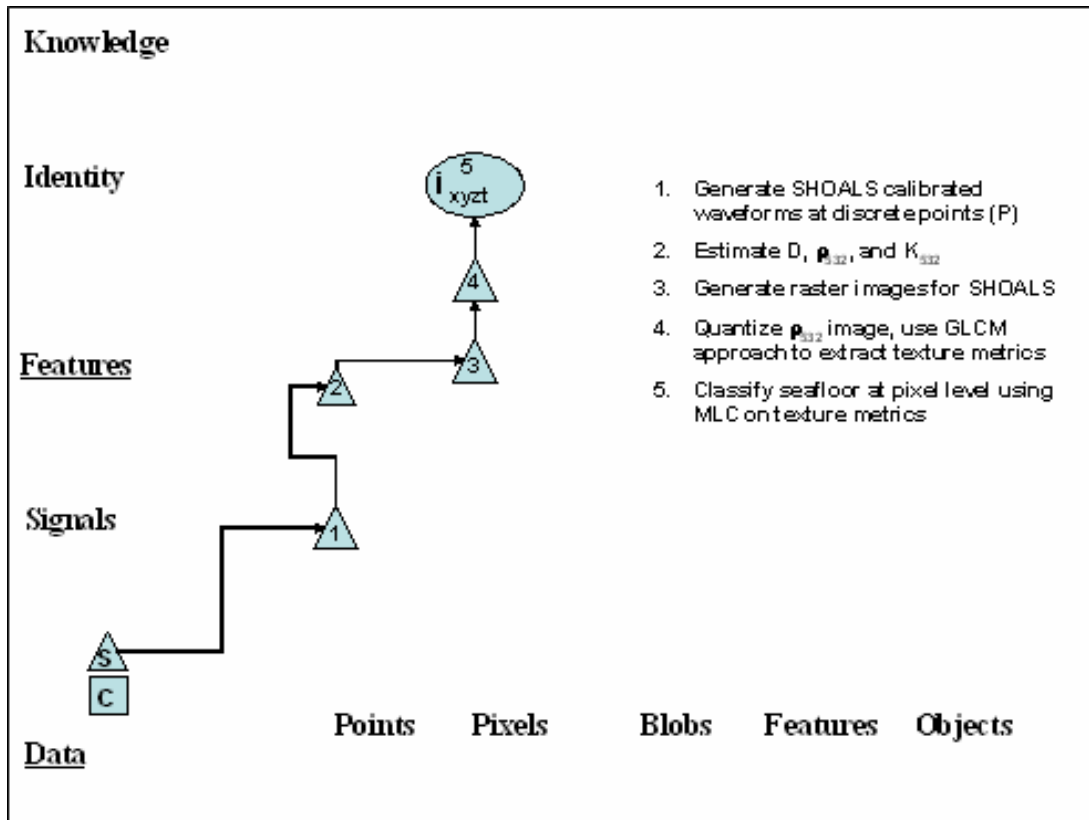 Knowledge
Identity
5
i xyzt
4
Features
2
3
Signals
1
S
C
Data
Points Pixels Blobs Features Objects
1. Generate SHOALS calibrated
waveforms at discrete points (P)
2. Estimate D, ρ532, and K532
3. Generate raster images for SHOALS
4. Quantize ρ532 image, use GLCM
approach to extract texture metrics
5. Classify seafloor at pixel level using
MLC on texture metrics